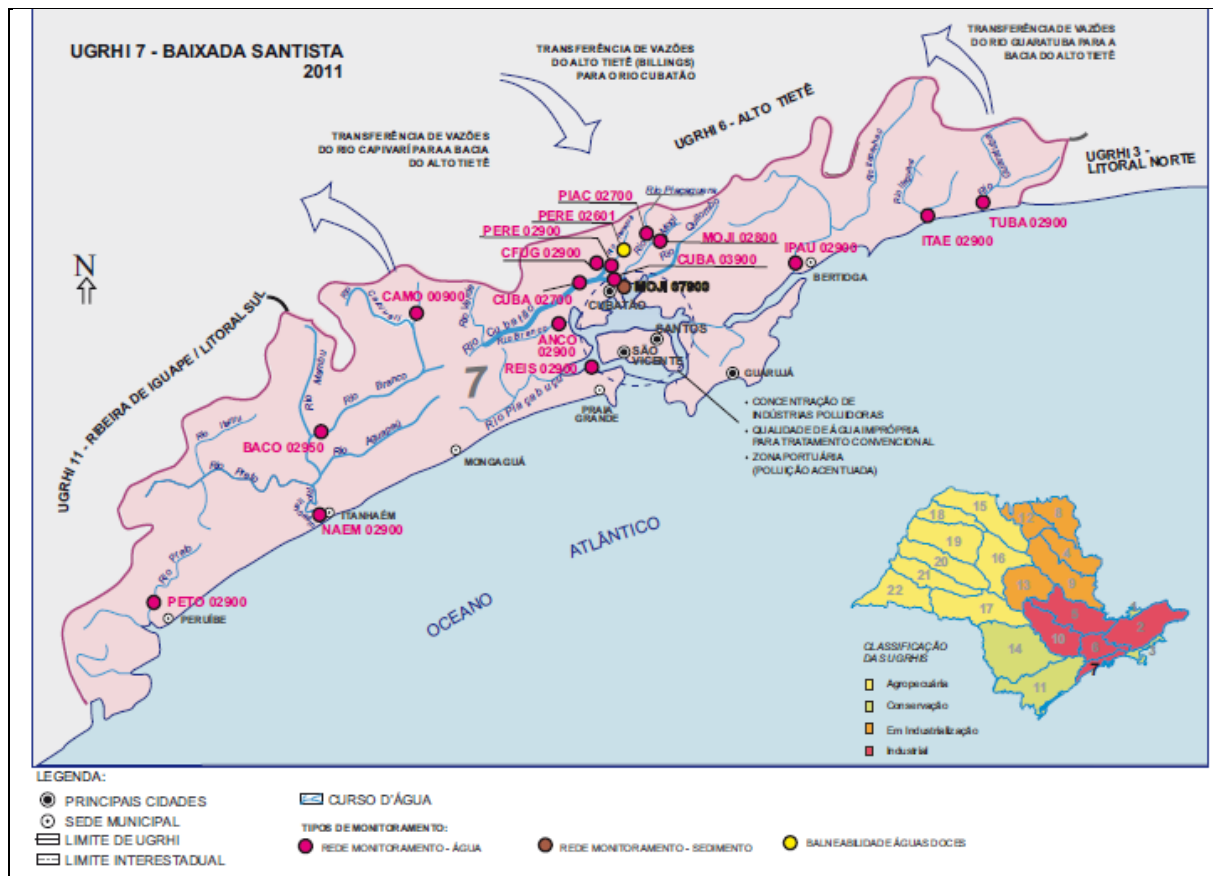 UGRHI 7 - BAIXADA SANTISTA
2011
TRANSFERÊNCIA DE VAZÕES
DO ALTO TIETÊ (BILLINGS)
PARA O RIO CUBATÃO
TRANSFERÊNCIA DE VAZÕES
DO RIO GUARATUBA PARA A
BACIA DO ALTO TIETÊ
TRANSFERÊNCIA DE VAZÕES
DO RIO CAPIVARÍ PARA A BACIA
DO ALTO TIETÊ
UGRHI 6 - ALTO TIETÊ
UGRHI 3 -
LITORAL NORTE
UGRHI 11 - RIBEIRA DE IGUAPE / LITORAL SUL
N
PIAC 02700
Rio Piaçaguera
PERE 02601
PERE 02900
CFUG 02900
CUBA 02700
MOJI 02800
CUBA 03900
MOJI 07900
Rio Mogi
Rio Quilombo
IPAU 02900
BERTIOGA
ITAE 02900
TUBA 02900
Rio
Rio
CUBATÃO
CAMO 00900
Rio Capivari
Rio Verde
Rio Cubatão
Rio Branco
ANCO
02900
SANTOS
SÃO
VICENTE
REIS 02900
GUARUJÁ
PRAIA
GRANDE
Rio Piaçabuçu
7
• CONCENTRAÇÃO DE
INDÚSTRIAS POLUIDORAS
• QUALIDADE DE ÁGUA IMPRÓPRIA
PARA TRATAMENTO CONVENCIONAL
• ZONA PORTUÁRIA
(POLUIÇÃO ACENTUADA)
Rio Mambu
Rio Branco
BACO 02950
Rio Aguapeú
MONGAGUÁ
Rio
Rio Preto
ITANHAÉM
NAEM 02900
Rio Preto
PETO 02900
PERUÍBE
OCEANO
ATLÂNTICO
18
15
12
8
19
16
4
20
21
13
9
22
17
5
1
2
10
6
3
14
7
11
CLASSIFICAÇÃO
DAS UGRHIS
Agropecuária
Conservação
Em Industrialização
Industrial
LEGENDA:
PRINCIPAIS CIDADES
SEDE MUNICIPAL
LIMITE DE UGRHI
LIMITE INTERESTADUAL
CURSO D'ÁGUA
TIPOS DE MONITORAMENTO:
REDE MONITORAMENTO - ÁGUA
REDE MONITORAMENTO - SEDIMENTO
BALNEABILIDADE ÁGUAS DOCES